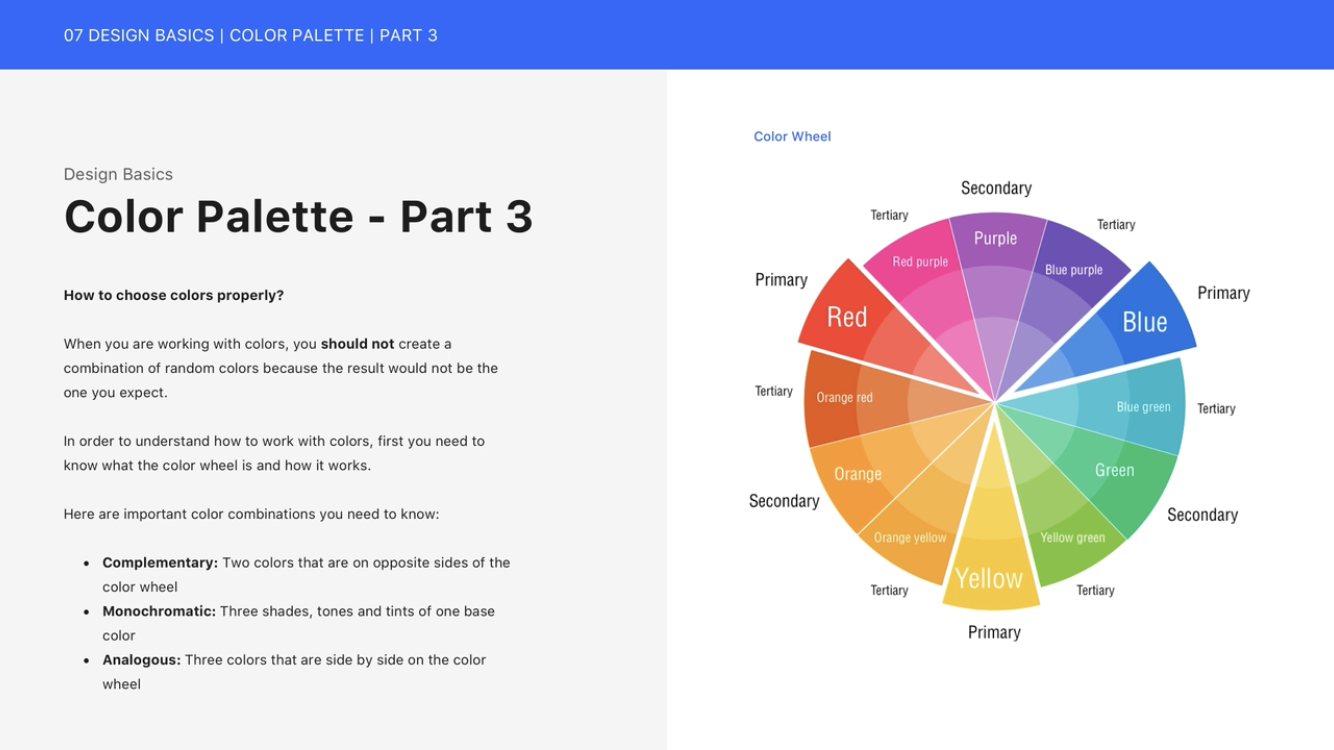 07 DESIGN BASICS | COLOR PALETTE | PART 3
Design Basics
Color Palette - Part 3
How to choose colors properly?
When you are working with colors, you should not create a
combination of random colors because the result would not be the
one you expect.
In order to understand how to work with colors, first you need to
know what the color wheel is and how it works.
Here are important color combinations you need to know:
• Complementary: Two colors that are on opposite sides of the
color wheel
• Monochromatic: Three shades, tones and tints of one base
color
• Analogous: Three colors that are side by side on the color
wheel
Color Wheel
Secondary
Tertiary
Tertiary
Purple
Red purple
Blue purple
Primary
Primary
Red
Blue
Tertiary
Orange red
Blue green
Tertiary
Orange
Green
Secondary
Secondary
Orange yellow
Yellow green
Yellow
Tertiary
Tertiary
Primary